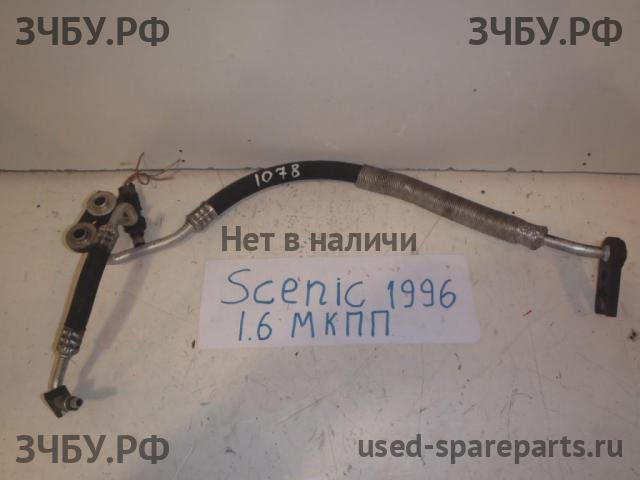 ЗЧБУ.РФ ЗЧБУ.РФ
1078
Нет в наличи
Scenic 1996
1.6 МКПП
ЗЧБУ.РФ used-spareparts.ru